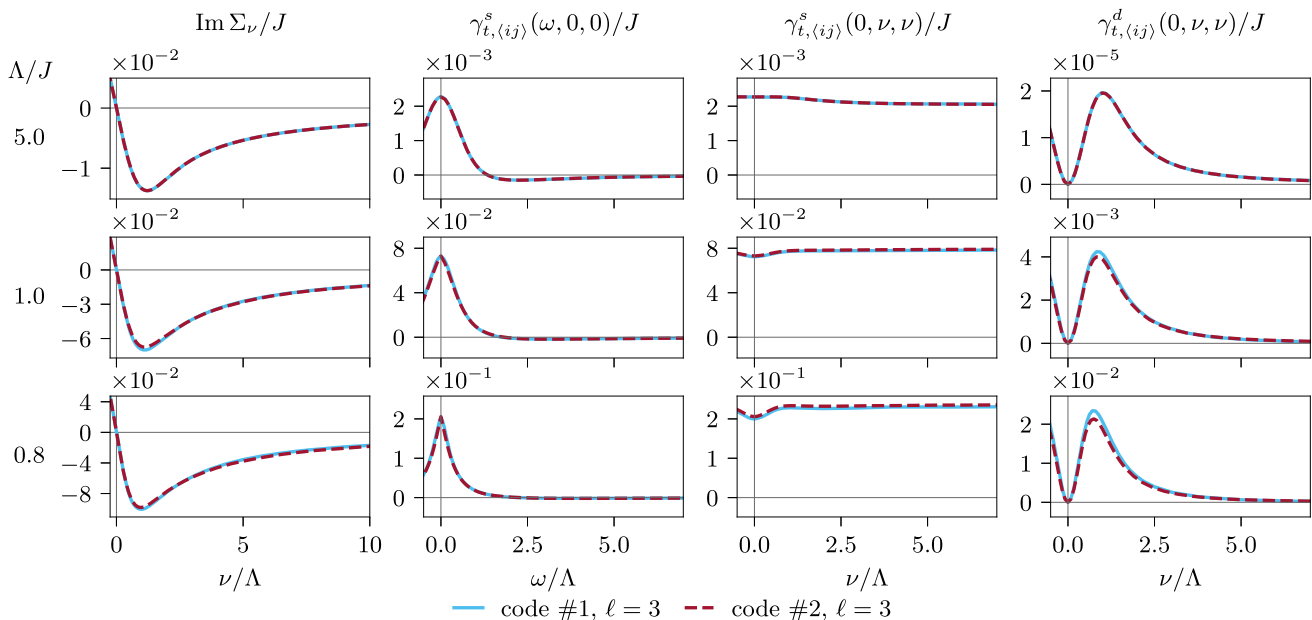 Im Σ_ν/J γ^s_{t,⟨ij⟩}(ω, 0, 0)/J γ^s_{t,⟨ij⟩}(0, ν, ν)/J γ^d_{t,⟨ij⟩}(0, ν, ν)/J
Λ/J
×10^{−2} ×10^{−3} ×10^{−3} ×10^{−5}
5.0
0 −1
2 1 0
2 1 0
2 1 0
×10^{−2} ×10^{−2} ×10^{−2} ×10^{−3}
1.0
0 −3 −6
8 4 0
8 4 0
4 2 0
×10^{−2} ×10^{−1} ×10^{−1} ×10^{−2}
0.8
4 0 −4 −8
2 1 0
2 1 0
2 1 0
0 5 10 0.0 2.5 5.0 0.0 2.5 5.0 0.0 2.5 5.0
ν/Λ ω/Λ ν/Λ ν/Λ
code #1, ℓ = 3 code #2, ℓ = 3